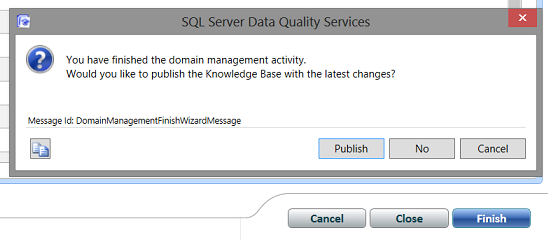 SQL Server Data Quality Services
You have finished the domain management activity.
Would you like to publish the Knowledge Base with the latest changes?
Message Id: DomainManagementFinishWizardMessage
Publish
No
Cancel
Cancel
Close
Finish